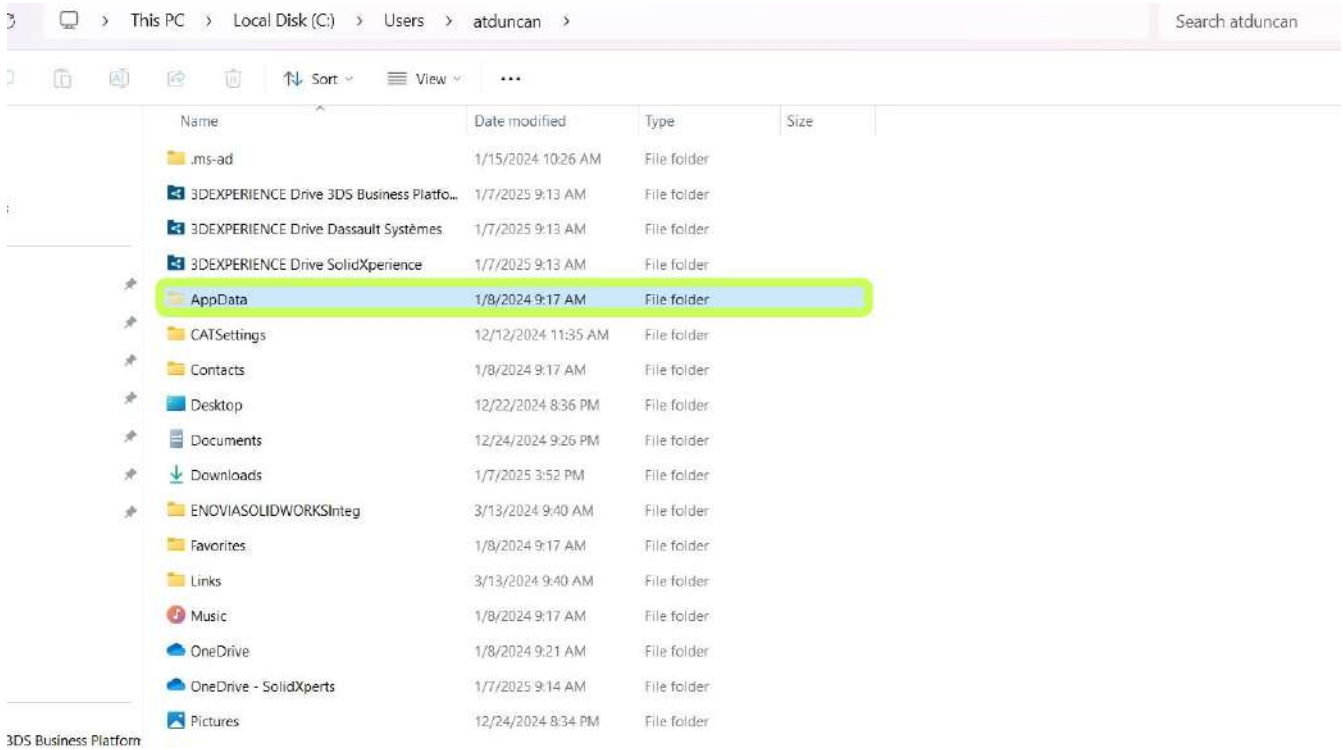 This PC > Local Disk (C:) > Users > atduncan > Search atduncan
Sort View ...
Name Date modified Type Size
.ms-ad 1/15/2024 10:26 AM File folder
3DEXPERIENCE Drive 3DS Business Platfo... 1/7/2025 9:13 AM File folder
3DEXPERIENCE Drive Dassault Systèmes 1/7/2025 9:13 AM File folder
3DEXPERIENCE Drive SolidXperience 1/7/2025 9:13 AM File folder
AppData 1/8/2024 9:17 AM File folder
CATSettings 12/12/2024 11:35 AM File folder
Contacts 1/8/2024 9:17 AM File folder
Desktop 12/22/2024 8:36 PM File folder
Documents 12/24/2024 9:26 PM File folder
Downloads 1/7/2025 3:52 PM File folder
ENOVIASOLIDWORKSInteg 3/13/2024 9:40 AM File folder
Favorites 1/8/2024 9:17 AM File folder
Links 3/13/2024 9:40 AM File folder
Music 1/8/2024 9:17 AM File folder
OneDrive 1/8/2024 9:21 AM File folder
OneDrive - SolidXperts 1/7/2025 9:14 AM File folder
Pictures 12/24/2024 8:34 PM File folder
3DS Business Platform